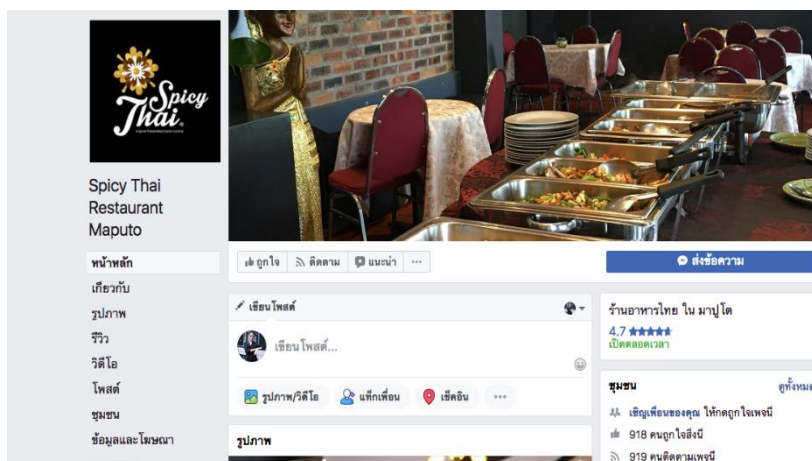 Spicy
Thai
Spicy Thai
Restaurant
Maputo
หน้าหลัก
เกี่ยวกับ
รูปภาพ
รีวิว
วิดีโอ
โพสต์
ชุมชน
ข้อมูลและโฆษณา
ถูกใจ
ติดตาม
แนะนำ
ส่งข้อความ
เขียนโพสต์
เขียนโพสต์...
รูปภาพ/วิดีโอ
แท็กเพื่อน
เช็คอิน
รูปภาพ
ร้านอาหารไทย ใน มาปูโต
4.7
เปิดตลอดเวลา
ชุมชน
ดูทั้งหมด
เชิญเพื่อนของคุณ ให้กดถูกใจเพจนี้
918 คนถูกใจสิ่งนี้
919 คนติดตามเพจนี้